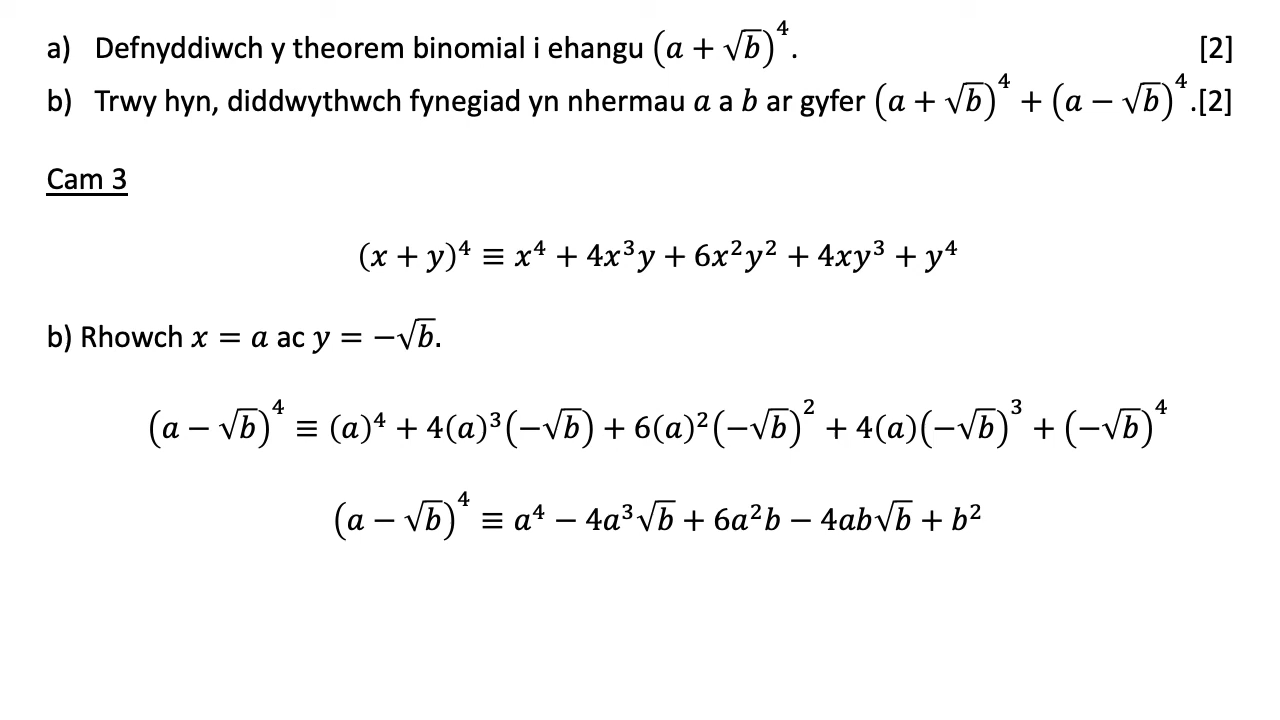 a) Defnyddiwch y theorem binomial i ehangu (a + √b)⁴. [2]
b) Trwy hyn, diddwythwch fynegiad yn nhermau a a b ar gyfer (a + √b)⁴ + (a − √b)⁴.[2]
Cam 3
(x + y)⁴ ≡ x⁴ + 4x³y + 6x²y² + 4xy³ + y⁴
b) Rhowch x = a ac y = −√b.
(a − √b)⁴ ≡ (a)⁴ + 4(a)³(−√b) + 6(a)²(−√b)² + 4(a)(−√b)³ + (−√b)⁴
(a − √b)⁴ ≡ a⁴ − 4a³√b + 6a²b − 4ab√b + b²